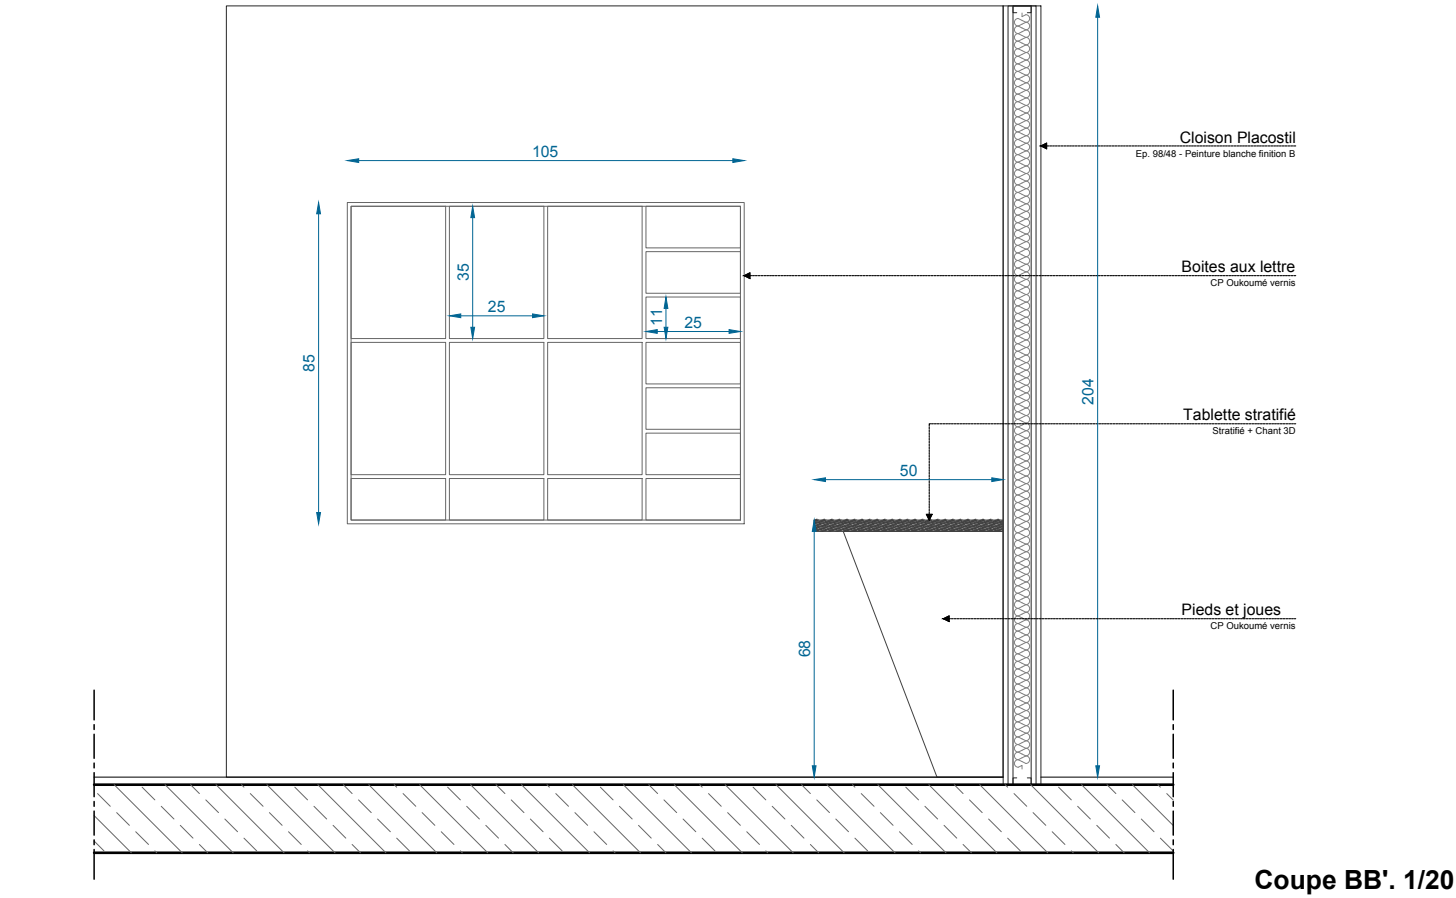 105
Cloison Placostil
Ep. 98/48 - Peinture blanche finition B
85
35
25
11
25
Boites aux lettre
CP Oukoumé vernis
204
Tablette stratifié
Stratifié + Chant 3D
50
68
Pieds et joues
CP Oukoumé vernis
Coupe BB'. 1/20